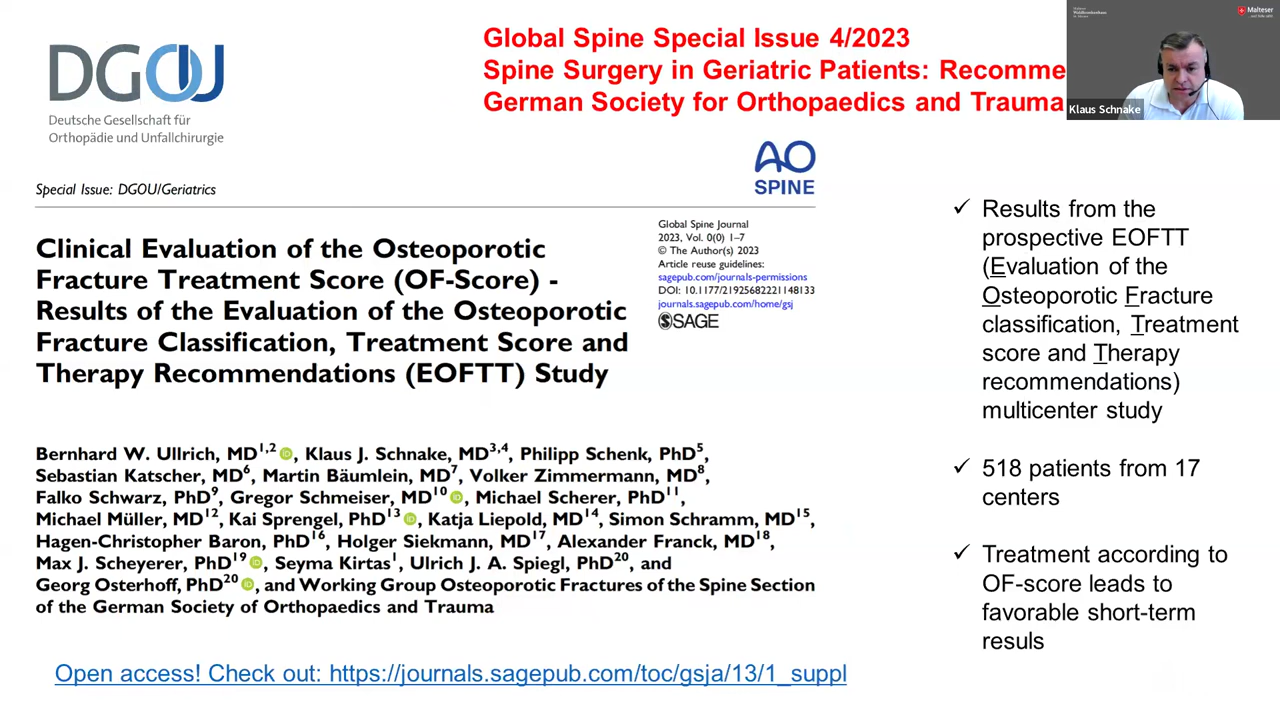 DGOU
Deutsche Gesellschaft für
Orthopädie und Unfallchirurgie
Global Spine Special Issue 4/2023
Spine Surgery in Geriatric Patients: Recomme
German Society for Orthopaedics and Trauma
Malteser
Klaus Schnake
Special Issue: DGOU/Geriatrics
AO
SPINE
Clinical Evaluation of the Osteoporotic
Fracture Treatment Score (OF-Score) -
Results of the Evaluation of the Osteoporotic
Fracture Classification, Treatment Score and
Therapy Recommendations (EOFTT) Study
Global Spine Journal
2023, Vol. 0(0) 1–7
© The Author(s) 2023
Article reuse guidelines:
sagepub.com/journals-permissions
DOI: 10.1177/21925682221148133
journals.sagepub.com/home/gsj
SAGE
Bernhard W. Ullrich, MD1,2 iD, Klaus J. Schnake, MD3,4, Philipp Schenk, PhD5,
Sebastian Katscher, MD6, Martin Bäumlein, MD7, Volker Zimmermann, MD8,
Falko Schwarz, PhD9, Gregor Schmeiser, MD10 iD, Michael Scherer, PhD11,
Michael Müller, MD12, Kai Sprengel, PhD13 iD, Katja Liepold, MD14, Simon Schramm, MD15,
Hagen-Christopher Baron, PhD16, Holger Siekmann, MD17, Alexander Franck, MD18,
Max J. Scheyerer, PhD19 iD, Seyma Kirtas1, Ulrich J. A. Spiegl, PhD20, and
Georg Osterhoff, PhD20 iD, and Working Group Osteoporotic Fractures of the Spine Section
of the German Society of Orthopaedics and Trauma
Open access! Check out: https://journals.sagepub.com/toc/gsja/13/1_suppl
✓ Results from the
prospective EOFTT
(Evaluation of the
Osteoporotic Fracture
classification, Treatment
score and Therapy
recommendations)
multicenter study
✓ 518 patients from 17
centers
✓ Treatment according to
OF-score leads to
favorable short-term
resuls